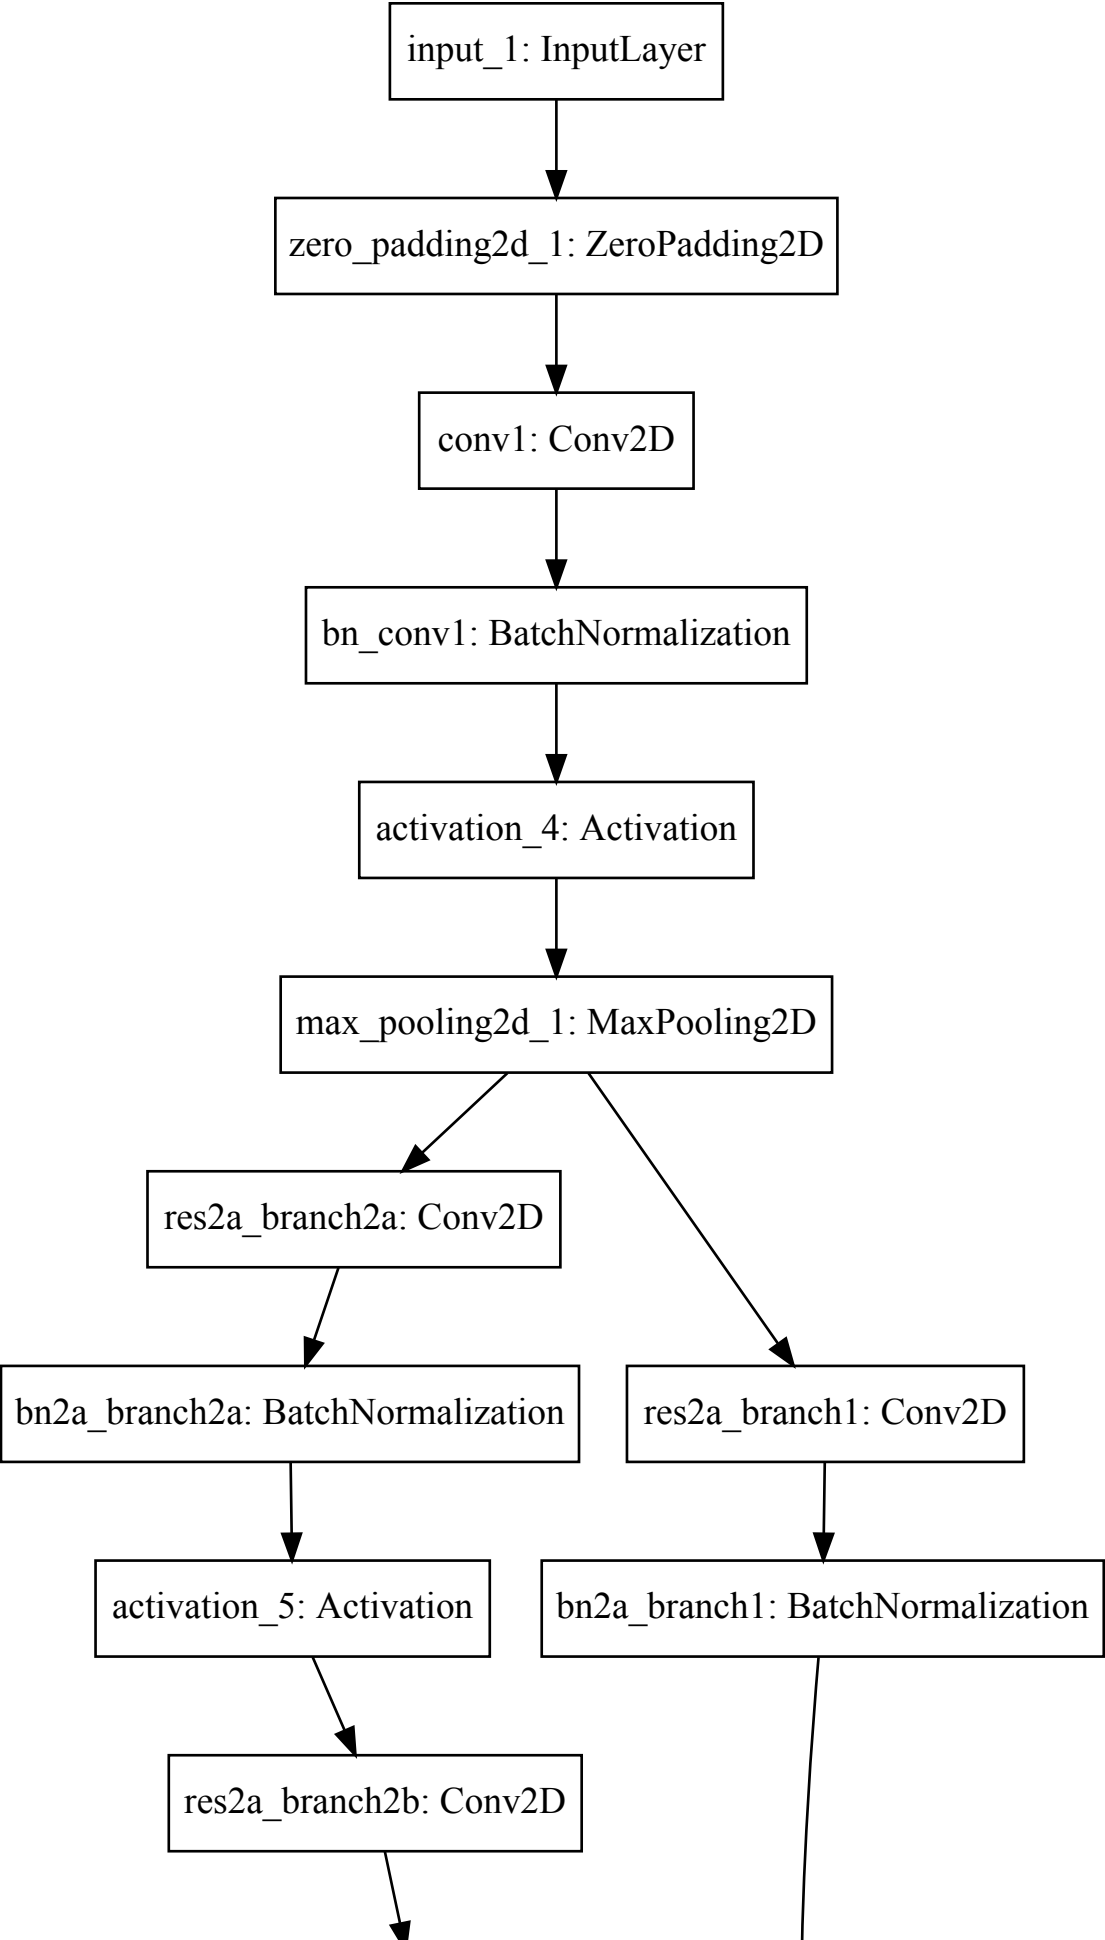 input_1: InputLayer
zero_padding2d_1: ZeroPadding2D
conv1: Conv2D
bn_conv1: BatchNormalization
activation_4: Activation
max_pooling2d_1: MaxPooling2D
res2a_branch2a: Conv2D
bn2a_branch2a: BatchNormalization
res2a_branch1: Conv2D
activation_5: Activation
bn2a_branch1: BatchNormalization
res2a_branch2b: Conv2D